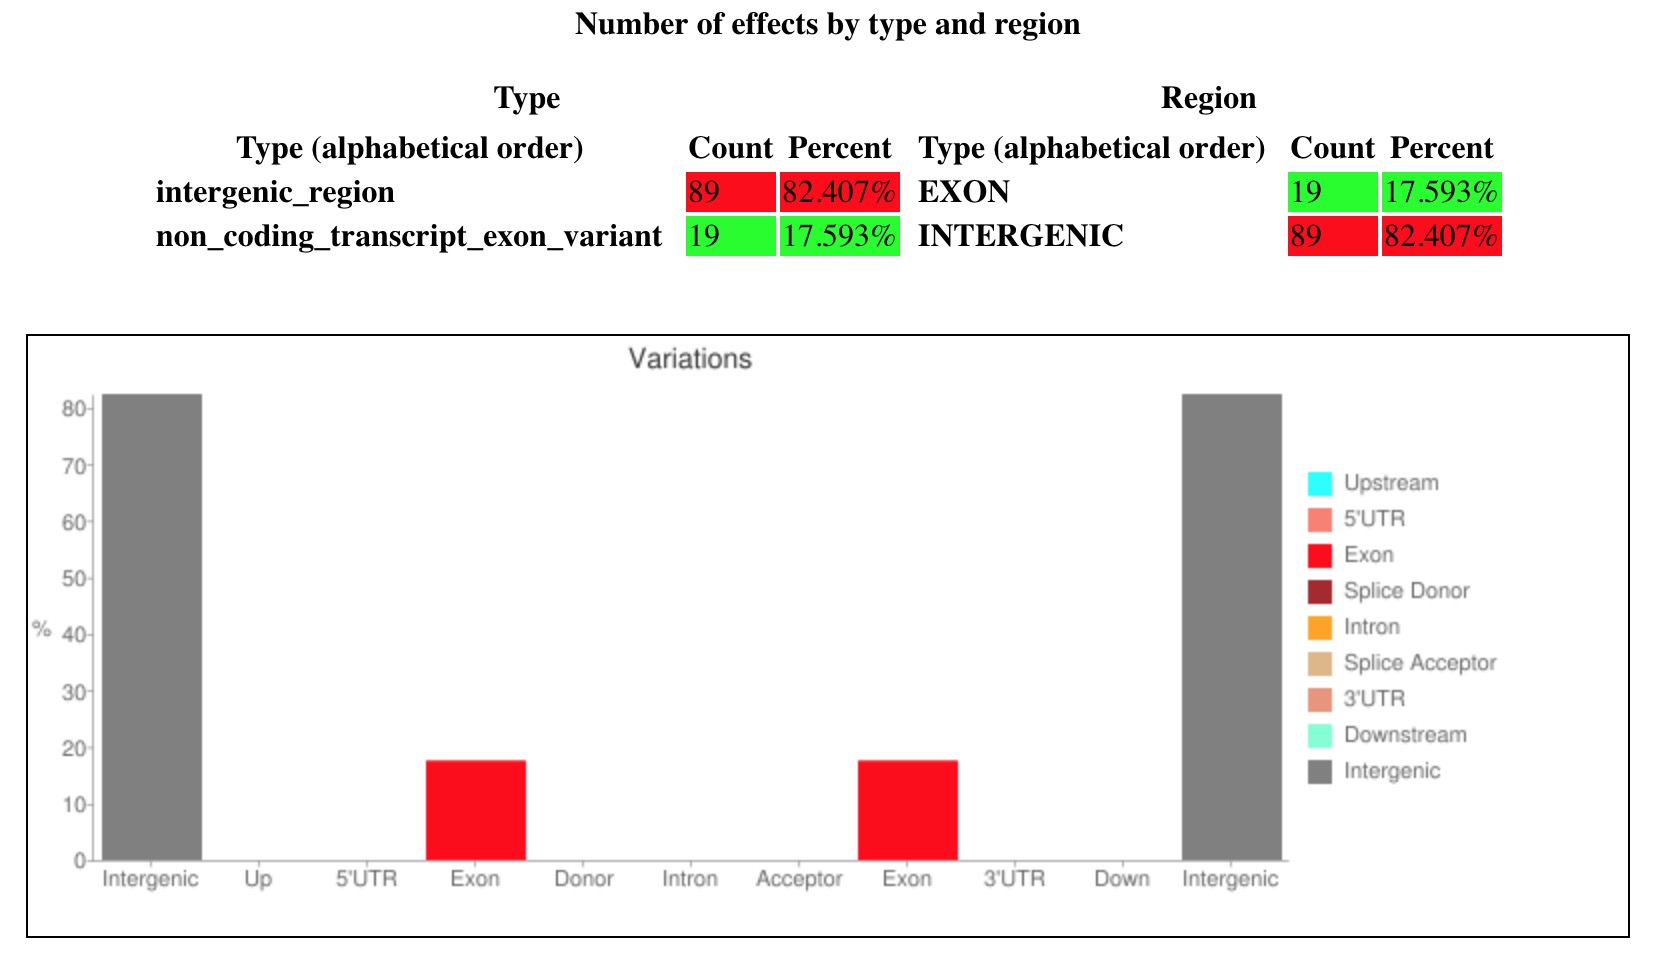 Number of effects by type and region
Type Region
Type (alphabetical order) Count Percent Type (alphabetical order) Count Percent
intergenic_region 89 82.407% EXON 19 17.593%
non_coding_transcript_exon_variant 19 17.593% INTERGENIC 89 82.407%
Variations
80
70
60
50
% 40
30
20
10
0
Intergenic Up 5'UTR Exon Donor Intron Acceptor Exon 3'UTR Down Intergenic
Upstream
5'UTR
Exon
Splice Donor
Intron
Splice Acceptor
3'UTR
Downstream
Intergenic